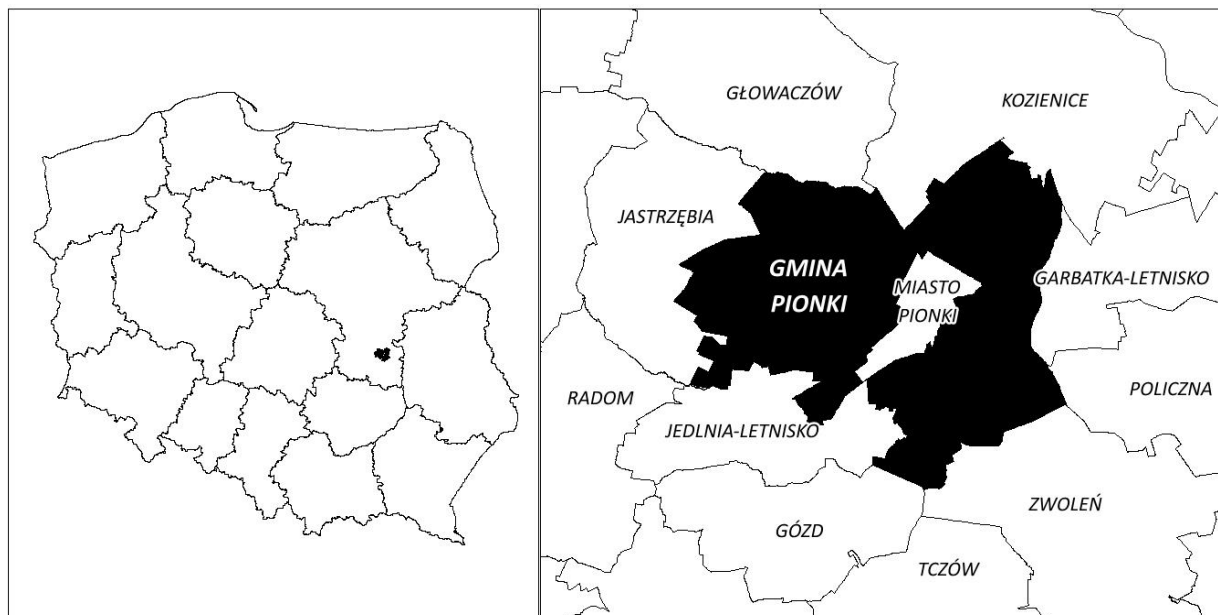 GŁOWACZÓW
KOZIENICE
JASTRZĘBIA
GMINA
PIONKI
MIASTO
PIONKI
GARBATKA-LETNISKO
RADOM
POLICZNA
JEDLNIA-LETNISKO
ZWOLEŃ
GÓZD
TCZÓW